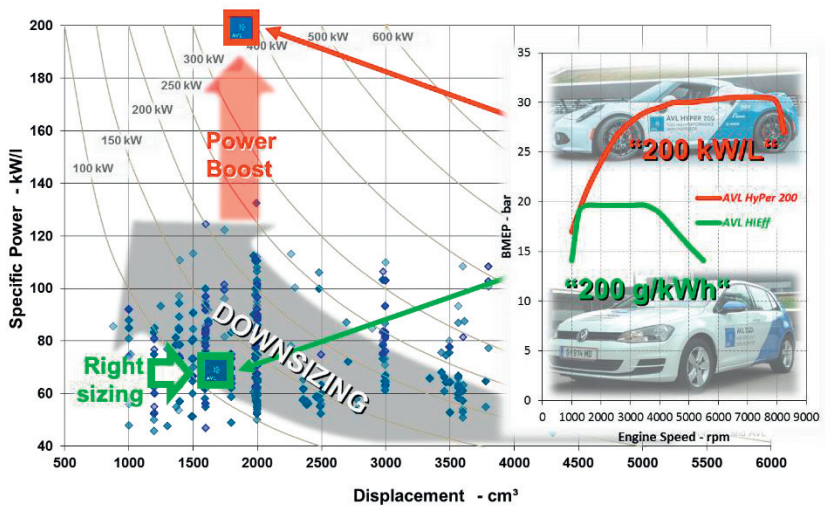 200
180
160
140
120
100
80
60
40
Specific Power - kW/l
500
1000
1500
2000
2500
3000
3500
4000
4500
5000
5500
6000
Displacement - cm³
100 kW
150 kW
200 kW
250 kW
300 kW
400 kW
500 kW
600 kW
AVL
Power
Boost
DOWNSIZING
Right
sizing
35
30
25
20
15
10
5
0
BMEP - bar
0
1000
2000
3000
4000
5000
6000
7000
8000
9000
Engine Speed - rpm
AVL HYPER 200
"200 kW/L"
AVL HyPer 200
AVL HiEff
"200 g/kWh"